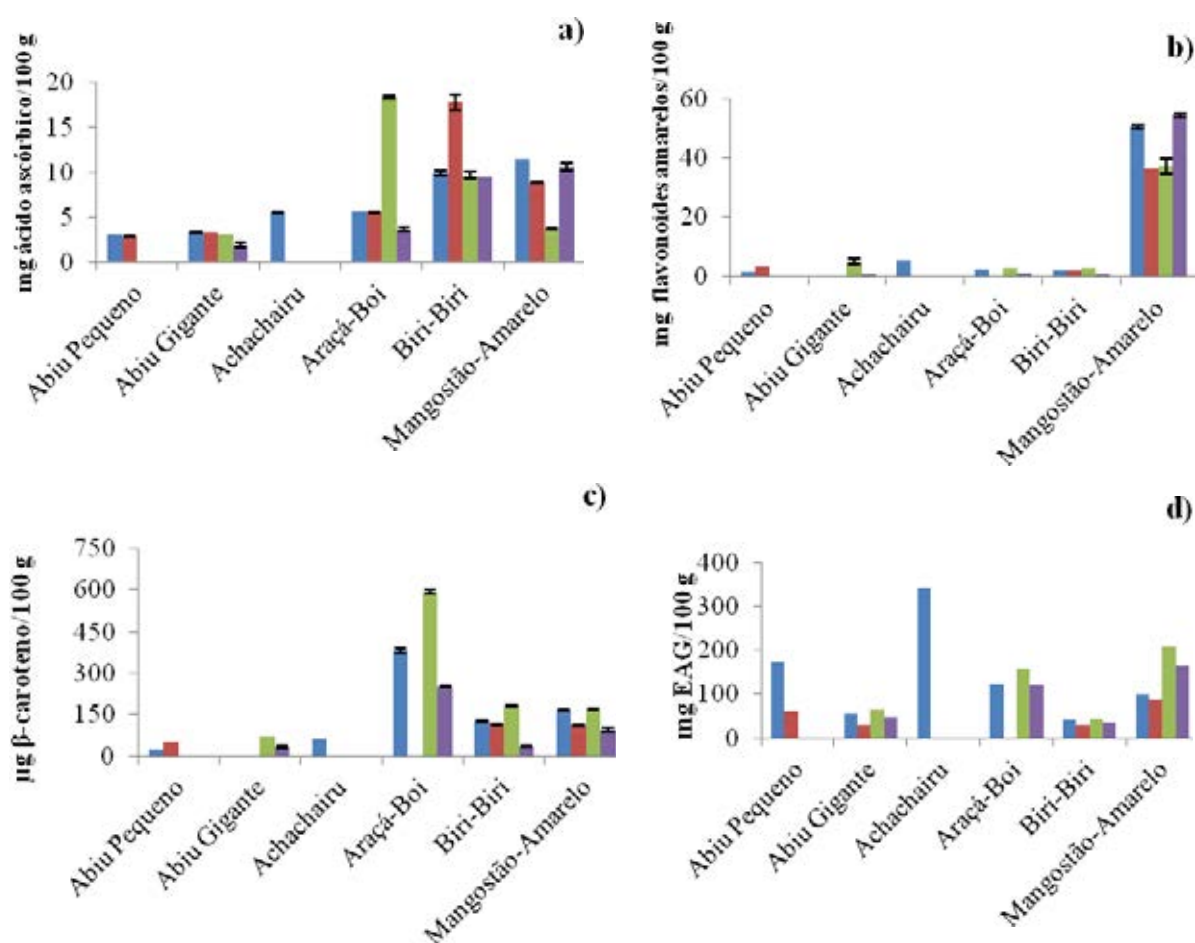 a)
mg ácido ascórbico/100 g
20
15
10
5
0
Abiu Pequeno
Abiu Gigante
Achachairu
Araçá-Boi
Biri-Biri
Mangostão-Amarelo
b)
mg flavonoides amarelos/100 g
60
40
20
0
Abiu Pequeno
Abiu Gigante
Achachairu
Araçá-Boi
Biri-Biri
Mangostão-Amarelo
c)
µg β-caroteno/100 g
750
600
450
300
150
0
Abiu Pequeno
Abiu Gigante
Achachairu
Araçá-Boi
Biri-Biri
Mangostão-Amarelo
d)
mg EAG/100 g
400
300
200
100
0
Abiu Pequeno
Abiu Gigante
Achachairu
Araçá-Boi
Biri-Biri
Mangostão-Amarelo